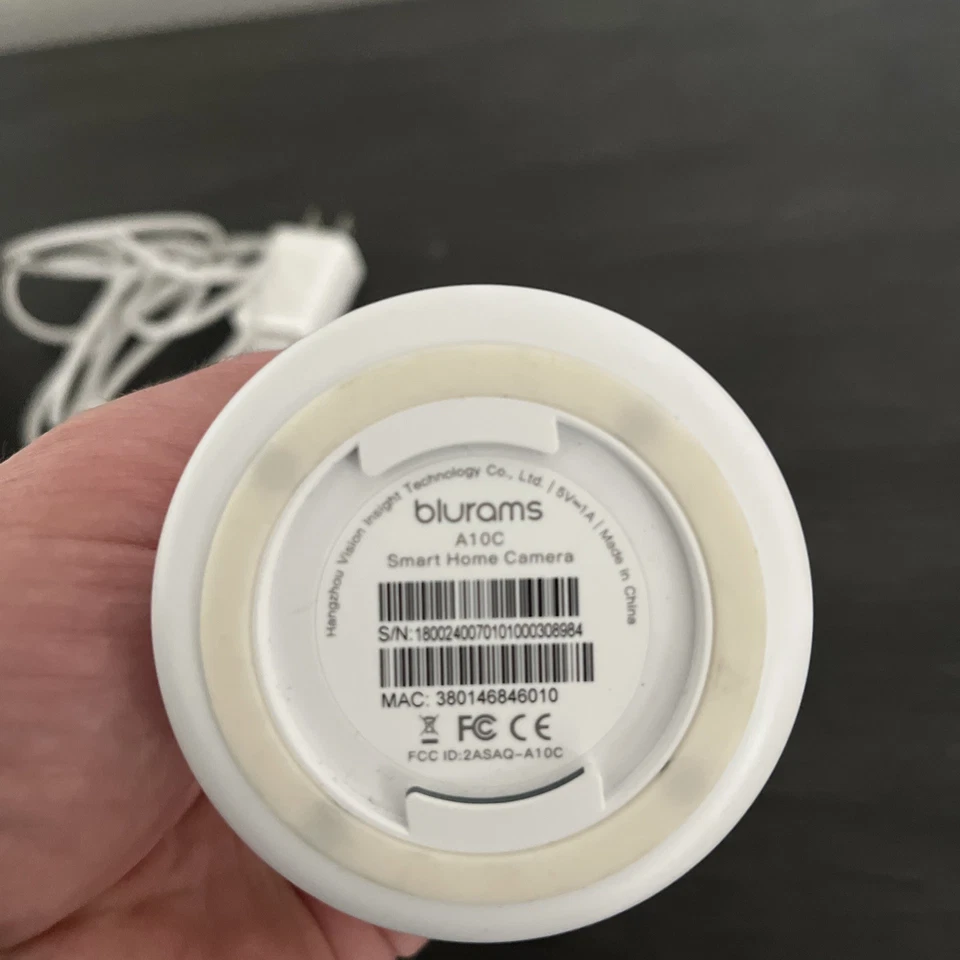 Hangzhou Vision Insight Technology Co., Ltd. | 5V⎓1A | Made in China
blurams
A10C
Smart Home Camera
S/N:1800240070101000308984
MAC: 380146846010
FC CE
FCC ID:2ASAQ-A10C